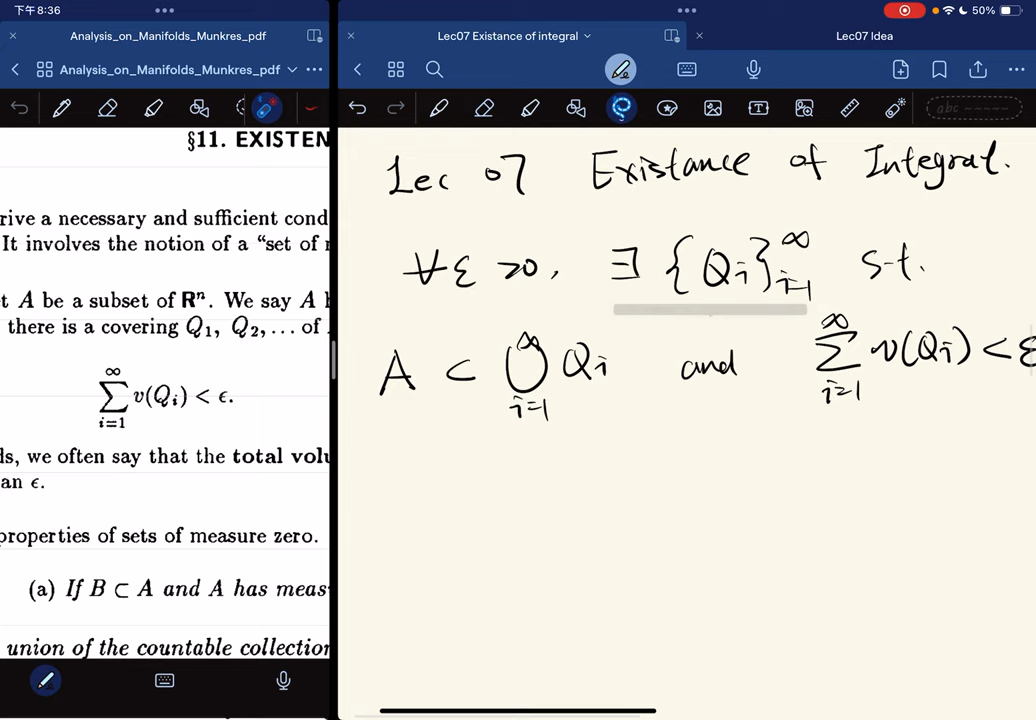 下午8:36
50%
Analysis_on_Manifolds_Munkres_pdf
Analysis_on_Manifolds_Munkres_pdf
§11. EXISTEN
rive a necessary and sufficient cond
It involves the notion of a “set of
et A be a subset of Rⁿ. We say A
there is a covering Q₁, Q₂, ... of
∞
∑ v(Qᵢ) < ϵ.
i=1
ds, we often say that the total volu
an ϵ.
properties of sets of measure zero.
(a) If B ⊂ A and A has meas
union of the countable collection
Lec07 Existance of integral
Lec07 Idea
abc
Lec 07 Existance of Integral.
∀ε >0, ∃ {Qi}_{i=1}^∞ s.t.
A ⊂ ∪_{i=1}^∞ Qi and ∑_{i=1}^∞ v(Qi) < ε